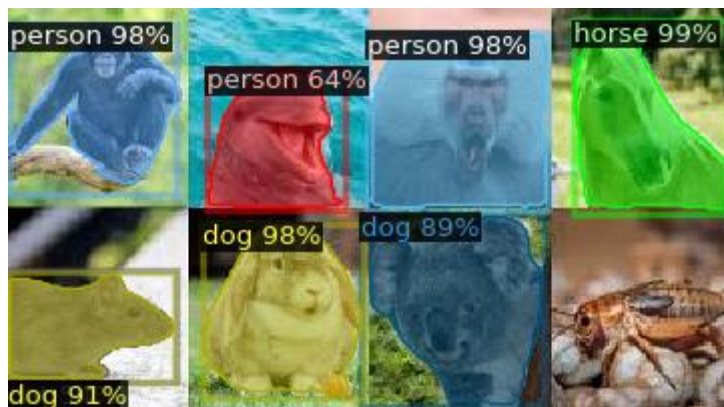 person 98%
person 64%
person 98%
horse 99%
dog 91%
dog 98%
dog 89%